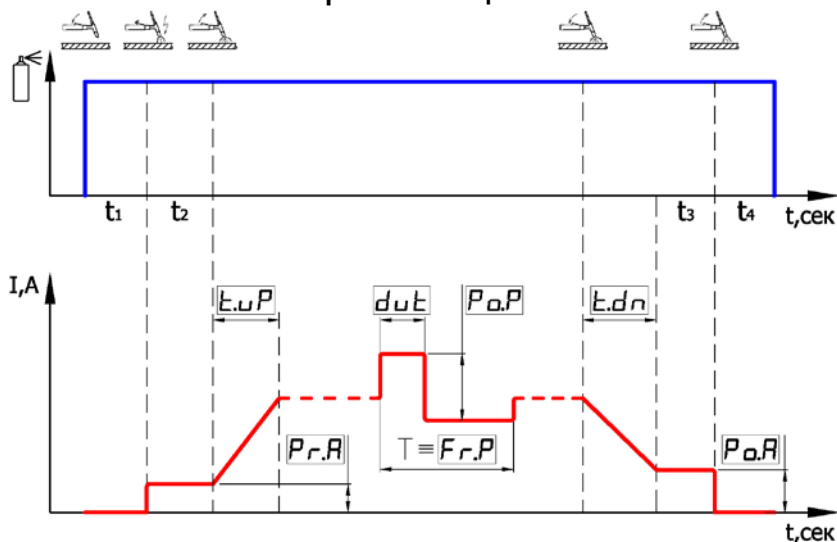 t1 t2 t3 t4 t,сек
I,A
t.uP dut Po.P t.dn
Pr.A T ≡ Fr.P Po.A
t,сек